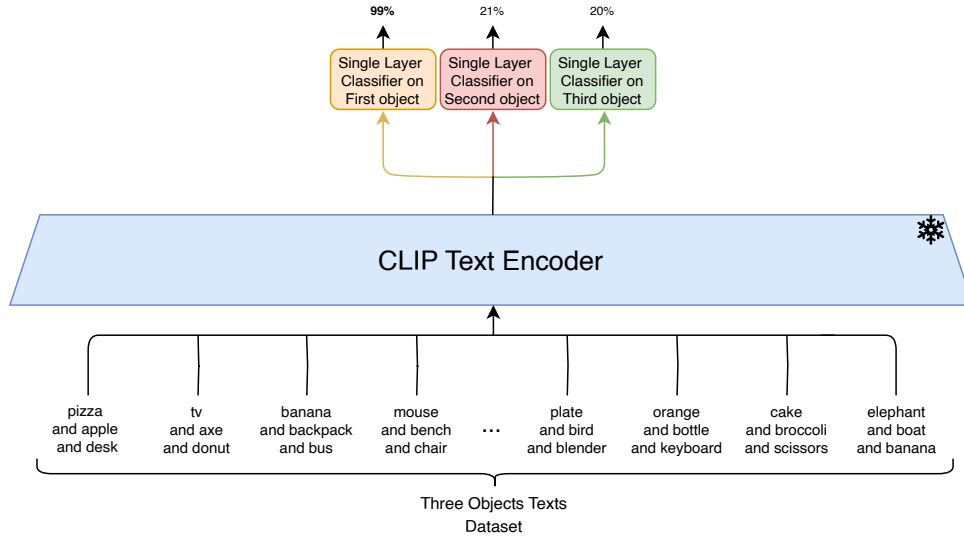 99%
21%
20%
Single Layer
Classifier on
First object
Single Layer
Classifier on
Second object
Single Layer
Classifier on
Third object
CLIP Text Encoder
pizza
and apple
and desk
tv
and axe
and donut
banana
and backpack
and bus
mouse
and bench
and chair
...
plate
and bird
and blender
orange
and bottle
and keyboard
cake
and broccoli
and scissors
elephant
and boat
and banana
Three Objects Texts
Dataset